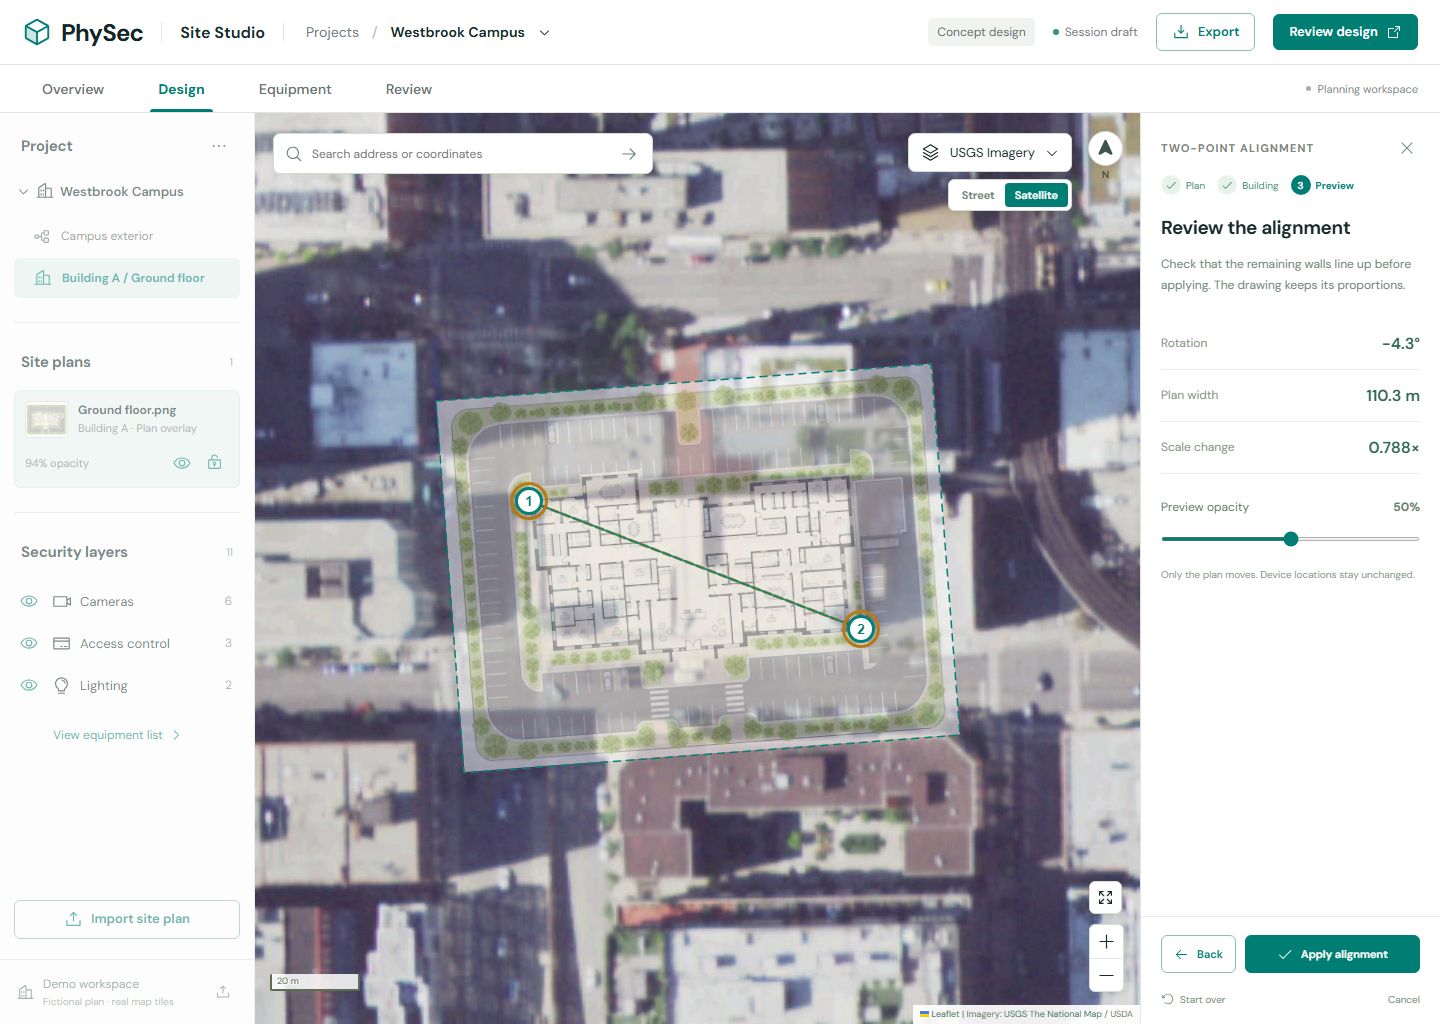 PhySec
Site Studio
Projects / Westbrook Campus
Concept design
Session draft
Export
Review design
Overview
Design
Equipment
Review
Planning workspace
Project
Westbrook Campus
Campus exterior
Building A / Ground floor
Site plans
1
Ground floor.png
Building A · Plan overlay
94% opacity
Security layers
11
Cameras
6
Access control
3
Lighting
2
View equipment list
Import site plan
Demo workspace
Fictional plan · real map tiles
Search address or coordinates
USGS Imagery
Street
Satellite
N
1
2
20 m
Leaflet | Imagery: USGS The National Map / USDA
TWO-POINT ALIGNMENT
Plan
Building
3
Preview
Review the alignment
Check that the remaining walls line up before
applying. The drawing keeps its proportions.
Rotation
−4.3°
Plan width
110.3 m
Scale change
0.788×
Preview opacity
50%
Only the plan moves. Device locations stay unchanged.
Back
Apply alignment
Start over
Cancel